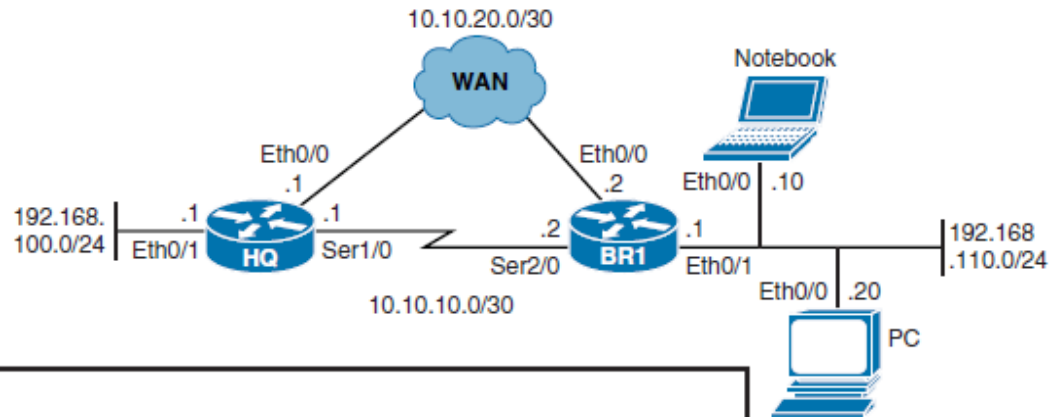 10.10.20.0/30
WAN
Notebook
Eth0/0
Eth0/0
.1
.2
Eth0/0
.10
192.168.
100.0/24
.1
Eth0/1
HQ
.1
Ser1/0
.2
Ser2/0
BR1
.1
Eth0/1
192.168
.110.0/24
10.10.10.0/30
Eth0/0
.20
PC